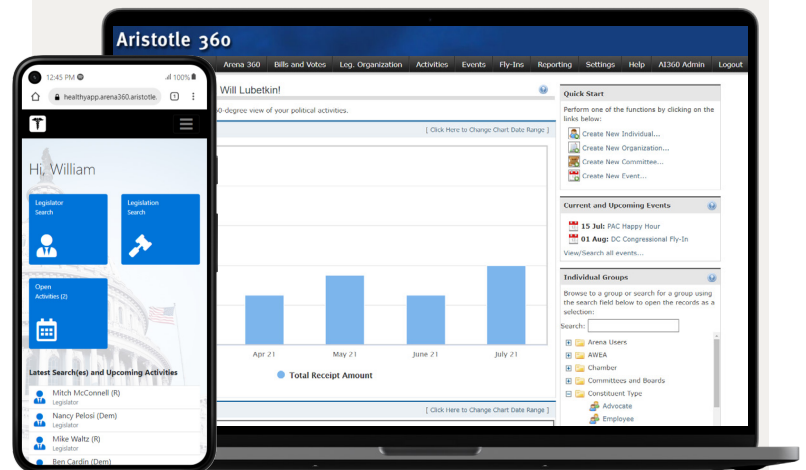 Aristotle 360
Arena 360 Bills and Votes Leg. Organization Activities Events Fly-Ins Reporting Settings Help AI360 Admin Logout
Will Lubetkin!
0-degree view of your political activities.
[ Click Here to Change Chart Date Range ]
Apr 21 May 21 June 21 July 21
Total Receipt Amount
[ Click Here to Change Chart Date Range ]
Quick Start
Perform one of the functions by clicking on the
links below:
Create New Individual...
Create New Organization...
Create New Committee...
Create New Event...
Current and Upcoming Events
15 Jul: PAC Happy Hour
01 Aug: DC Congressional Fly-In
View/Search all events...
Individual Groups
Browse to a group or search for a group using
the search field below to open the records as a
selection:
Search:
Arena Users
AWEA
Chamber
Committees and Boards
Constituent Type
Advocate
Employee
12:45 PM
100%
healthyapp.arena360.aristotle.
1
Hi, William
Legislator
Search
Legislation
Search
Open
Activities (2)
Latest Search(es) and Upcoming Activities
Mitch McConnell (R)
Legislator
Nancy Pelosi (Dem)
Legislator
Mike Waltz (R)
Legislator
Ben Cardin (Dem)